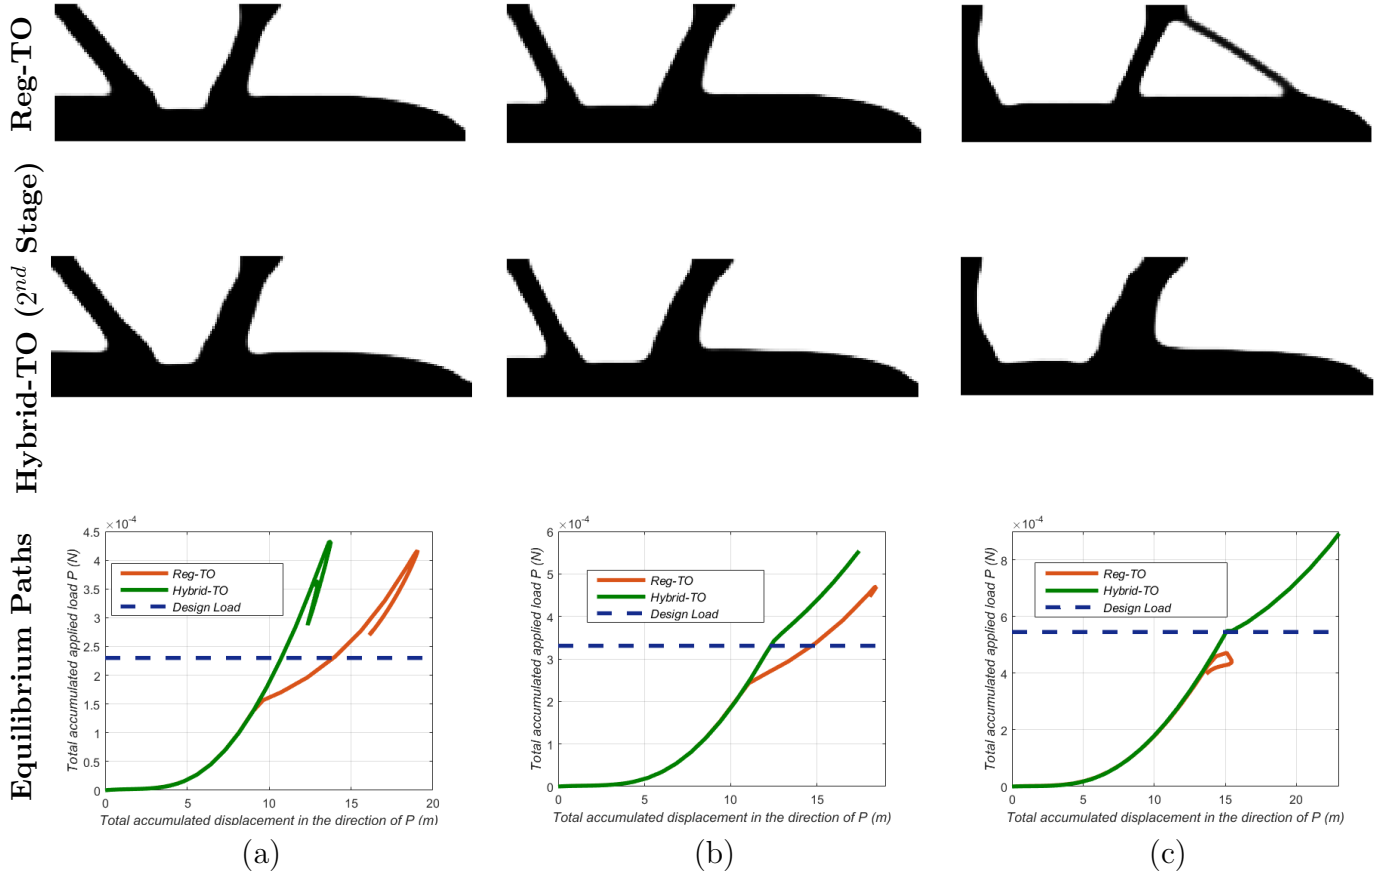 Reg-TO
Hybrid-TO (2nd Stage)
Equilibrium Paths
×10-4
Total accumulated applied load P (N)
4.5
4
3.5
3
2.5
2
1.5
1
0.5
0
Reg-TO
Hybrid-TO
Design Load
0 5 10 15 20
Total accumulated displacement in the direction of P (m)
(a)
×10-4
Total accumulated applied load P (N)
6
5
4
3
2
1
0
Reg-TO
Hybrid-TO
Design Load
0 5 10 15
Total accumulated displacement in the direction of P (m)
(b)
×10-4
Total accumulated applied load P (N)
8
6
4
2
0
Reg-TO
Hybrid-TO
Design Load
0 5 10 15 20
Total accumulated displacement in the direction of P (m)
(c)